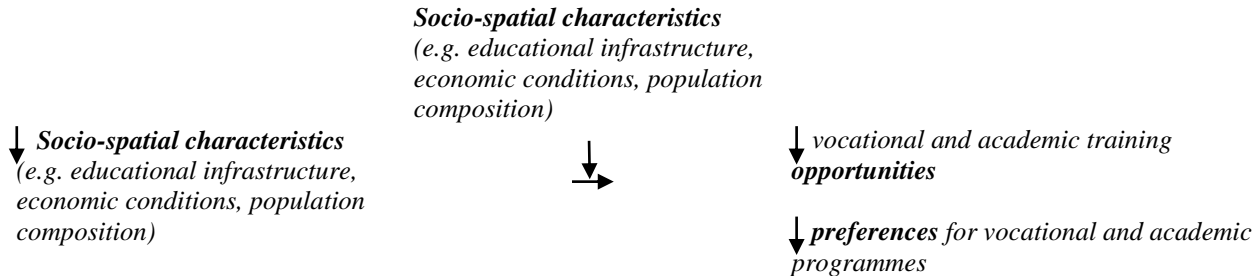 Socio-spatial characteristics
(e.g. educational infrastructure,
economic conditions, population
composition)
Socio-spatial characteristics
(e.g. educational infrastructure,
economic conditions, population
composition)
vocational and academic training
opportunities
preferences for vocational and academic
programmes